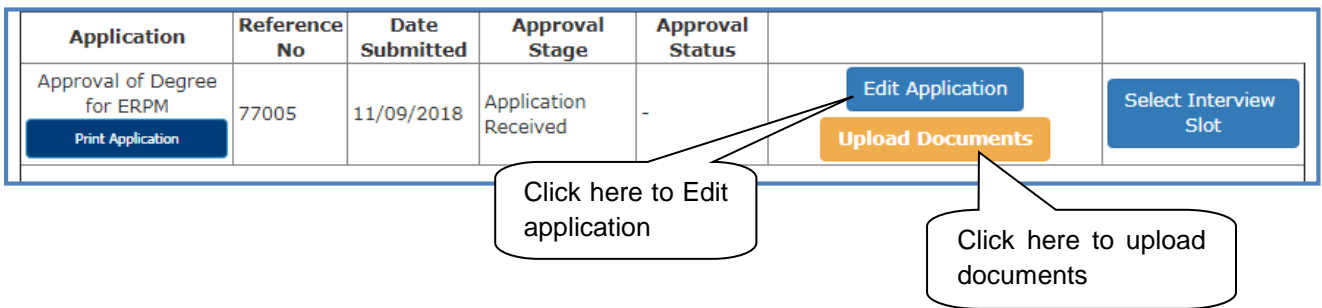 Application
Reference
No
Date
Submitted
Approval
Stage
Approval
Status
Approval of Degree
for ERPM
Print Application
77005
11/09/2018
Application
Received
-
Edit Application
Upload Documents
Select Interview
Slot
Click here to Edit
application
Click here to upload
documents